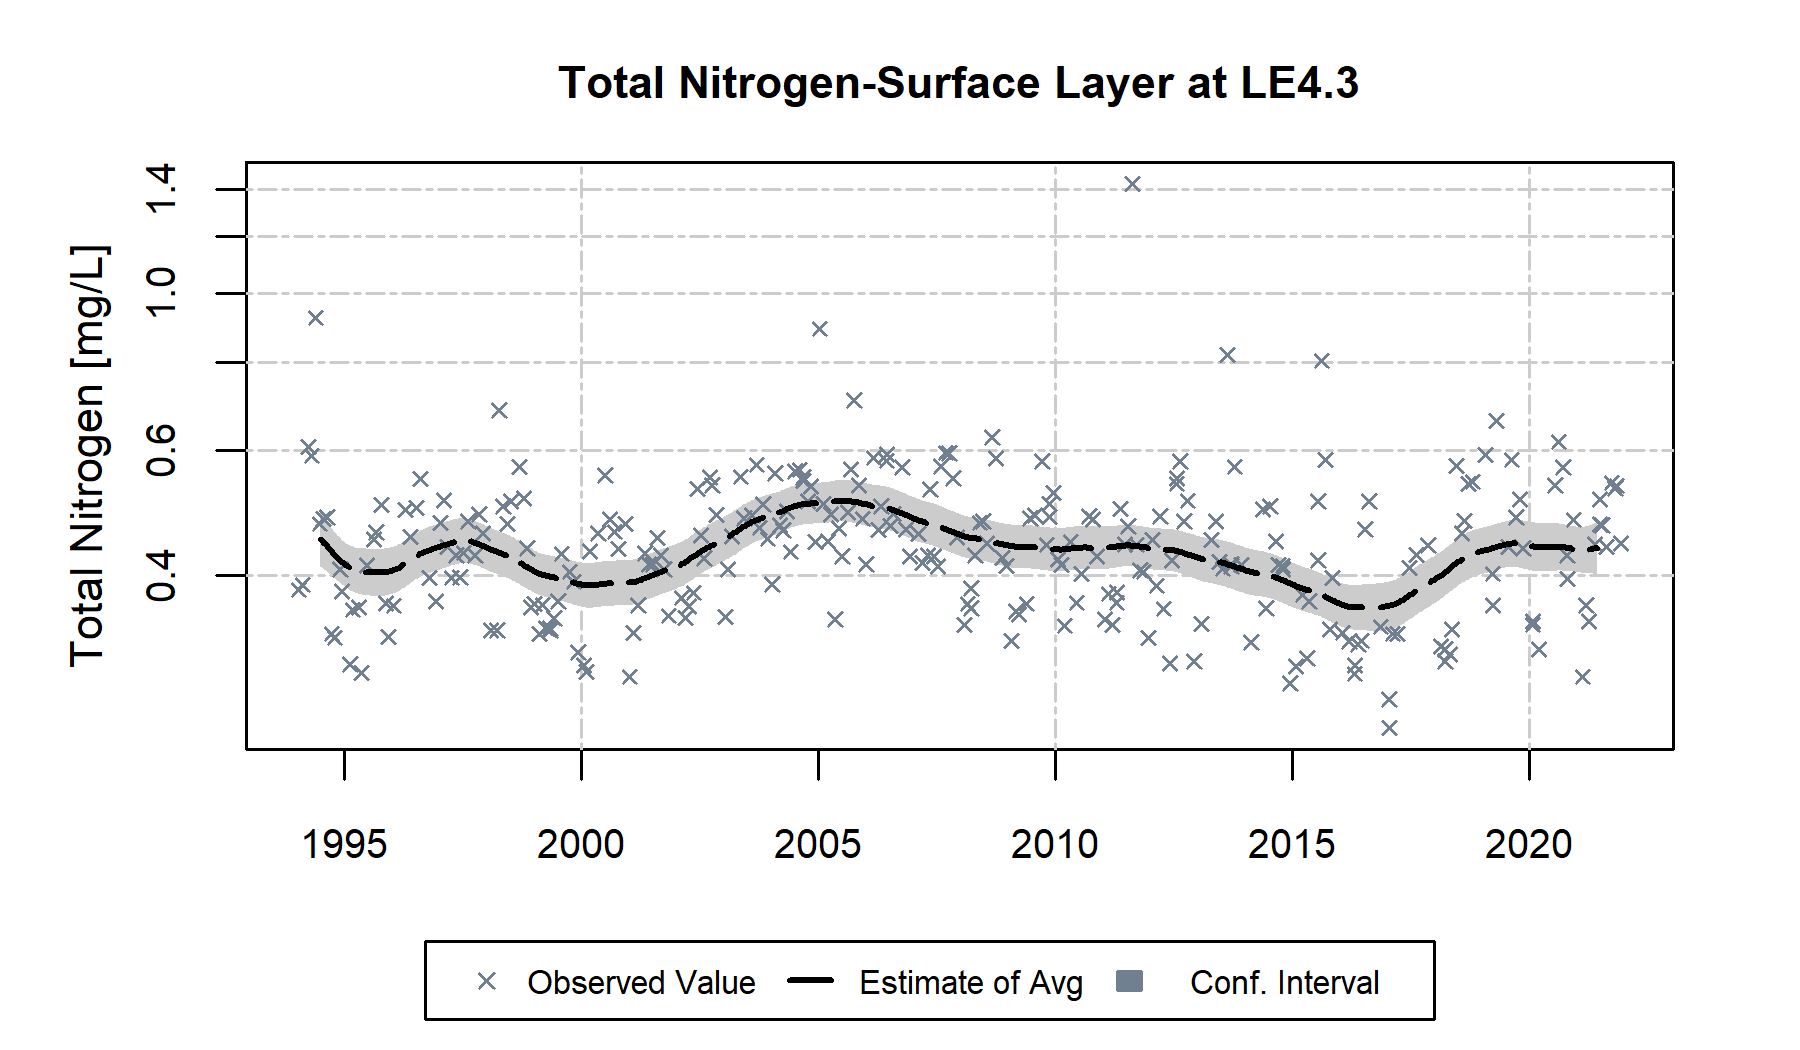 Total Nitrogen-Surface Layer at LE4.3
Total Nitrogen [mg/L]
1.4
1.0
0.6
0.4
1995 2000 2005 2010 2015 2020
Observed Value Estimate of Avg Conf. Interval